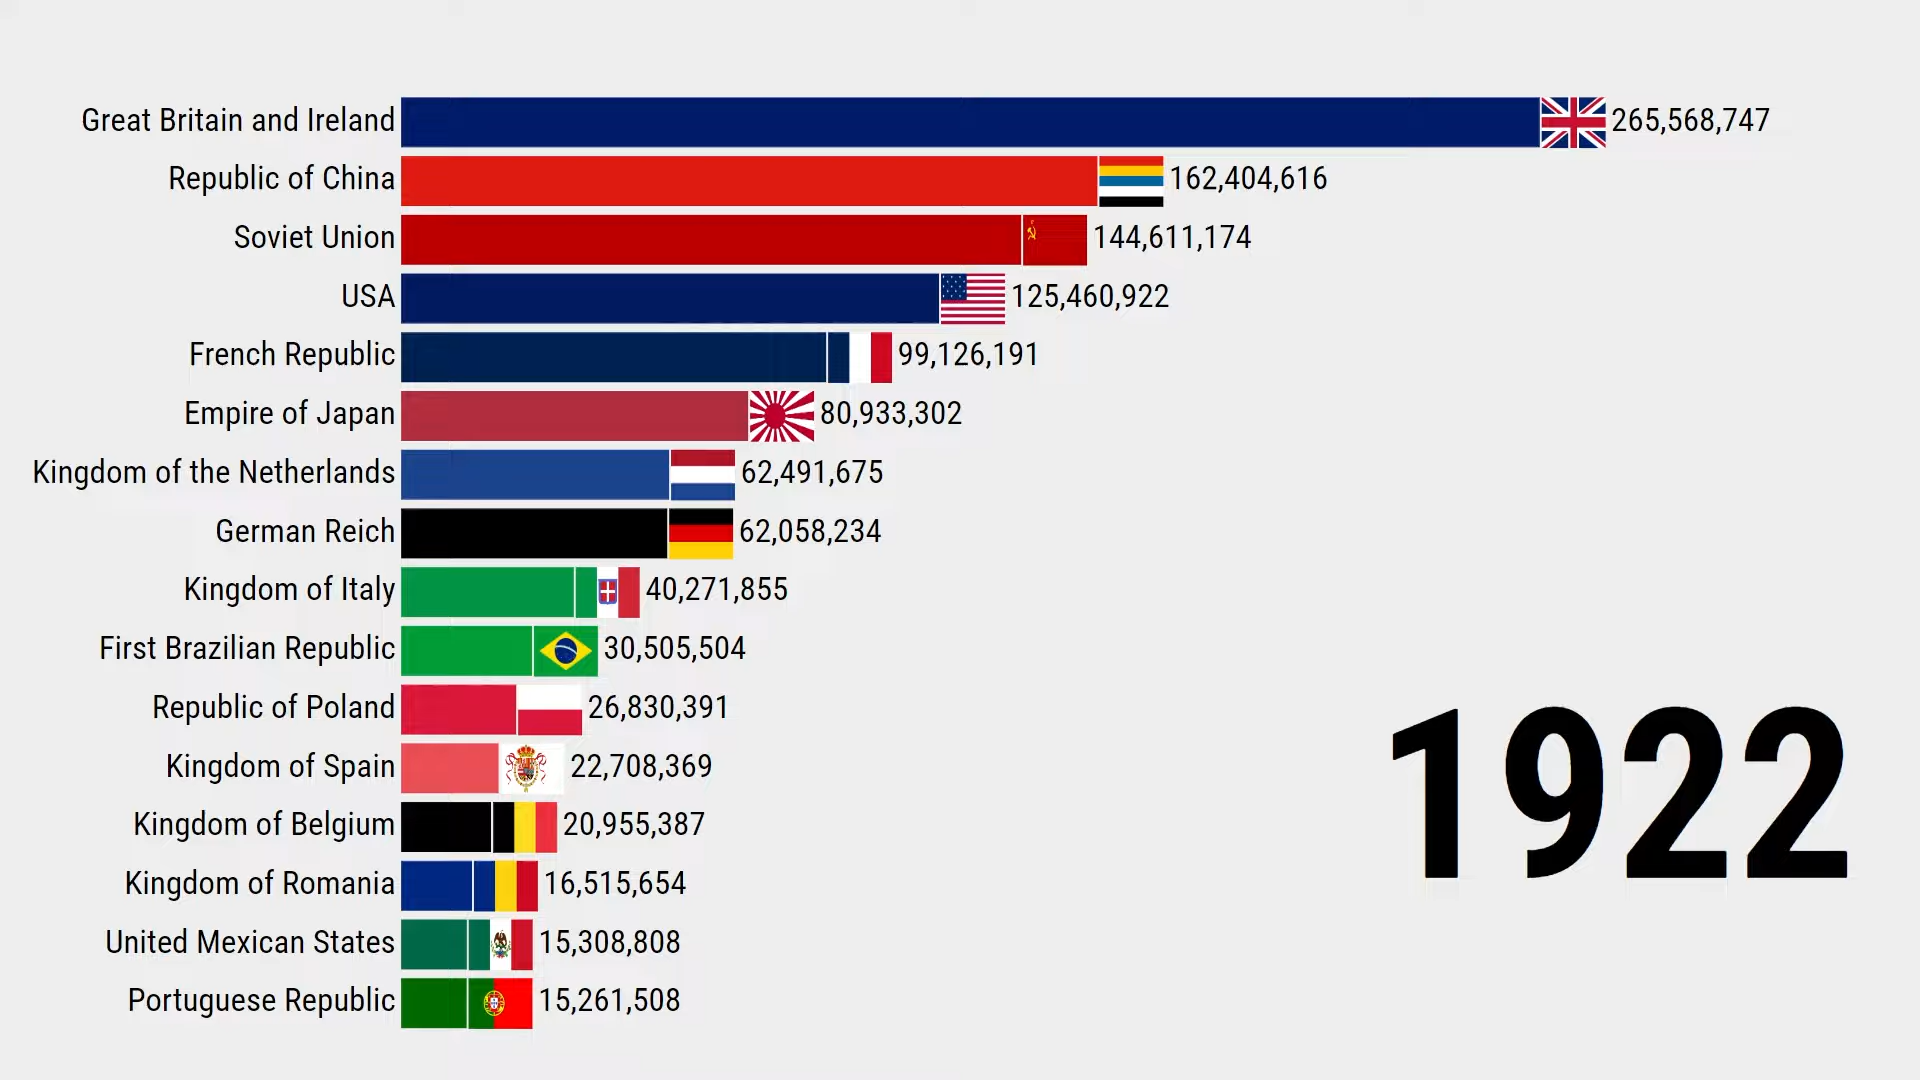 Great Britain and Ireland 265,568,747
Republic of China 162,404,616
Soviet Union 144,611,174
USA 125,460,922
French Republic 99,126,191
Empire of Japan 80,933,302
Kingdom of the Netherlands 62,491,675
German Reich 62,058,234
Kingdom of Italy 40,271,855
First Brazilian Republic 30,505,504
Republic of Poland 26,830,391
Kingdom of Spain 22,708,369
Kingdom of Belgium 20,955,387
Kingdom of Romania 16,515,654
United Mexican States 15,308,808
Portuguese Republic 15,261,508
1922